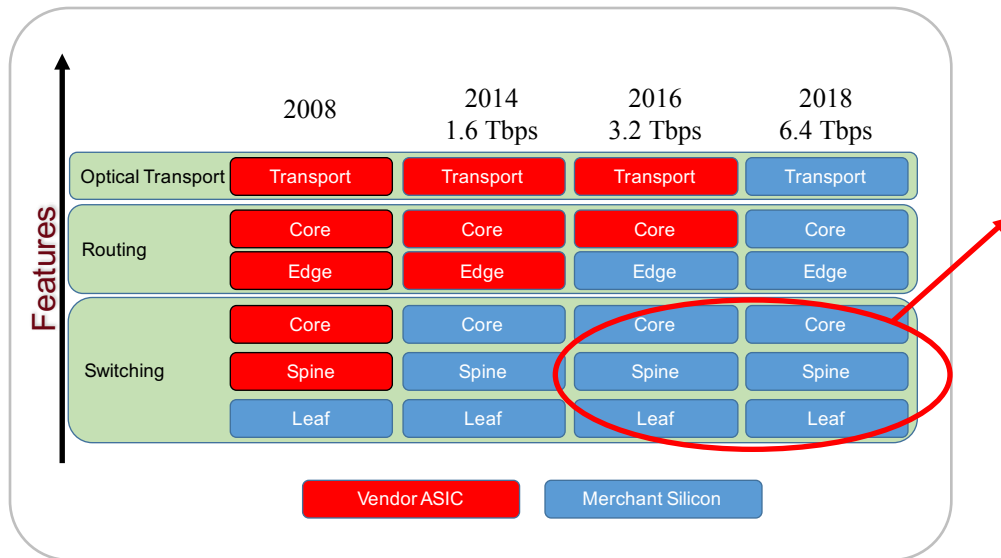 2008
2014
1.6 Tbps
2016
3.2 Tbps
2018
6.4 Tbps
Features
Optical Transport
Transport
Transport
Transport
Transport
Routing
Core
Core
Core
Core
Edge
Edge
Edge
Edge
Switching
Core
Core
Core
Core
Spine
Spine
Spine
Spine
Leaf
Leaf
Leaf
Leaf
Vendor ASIC
Merchant Silicon